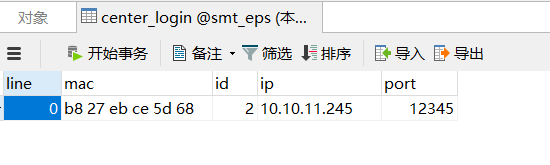 对象
center_login @smt_eps (本...
开始事务
备注
筛选
排序
导入
导出
line mac id ip port
0 b8 27 eb ce 5d 68 2 10.10.11.245 12345